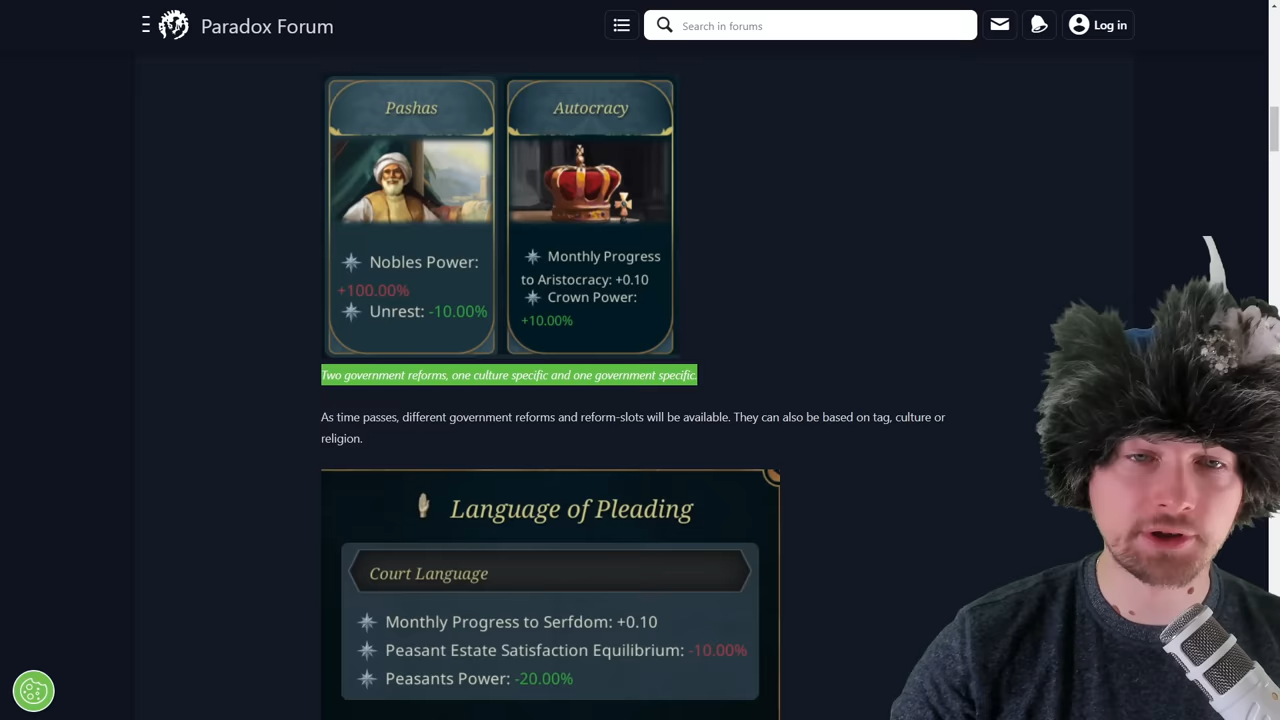 Paradox Forum
Search in forums
Log in
Pashas
Nobles Power:
+100.00%
Unrest: -10.00%
Autocracy
Monthly Progress
to Aristocracy: +0.10
Crown Power:
+10.00%
Two government reforms, one culture specific and one government specific.
As time passes, different government reforms and reform-slots will be available. They can also be based on tag, culture or
religion.
Language of Pleading
Court Language
Monthly Progress to Serfdom: +0.10
Peasant Estate Satisfaction Equilibrium: -10.00%
Peasants Power: -20.00%